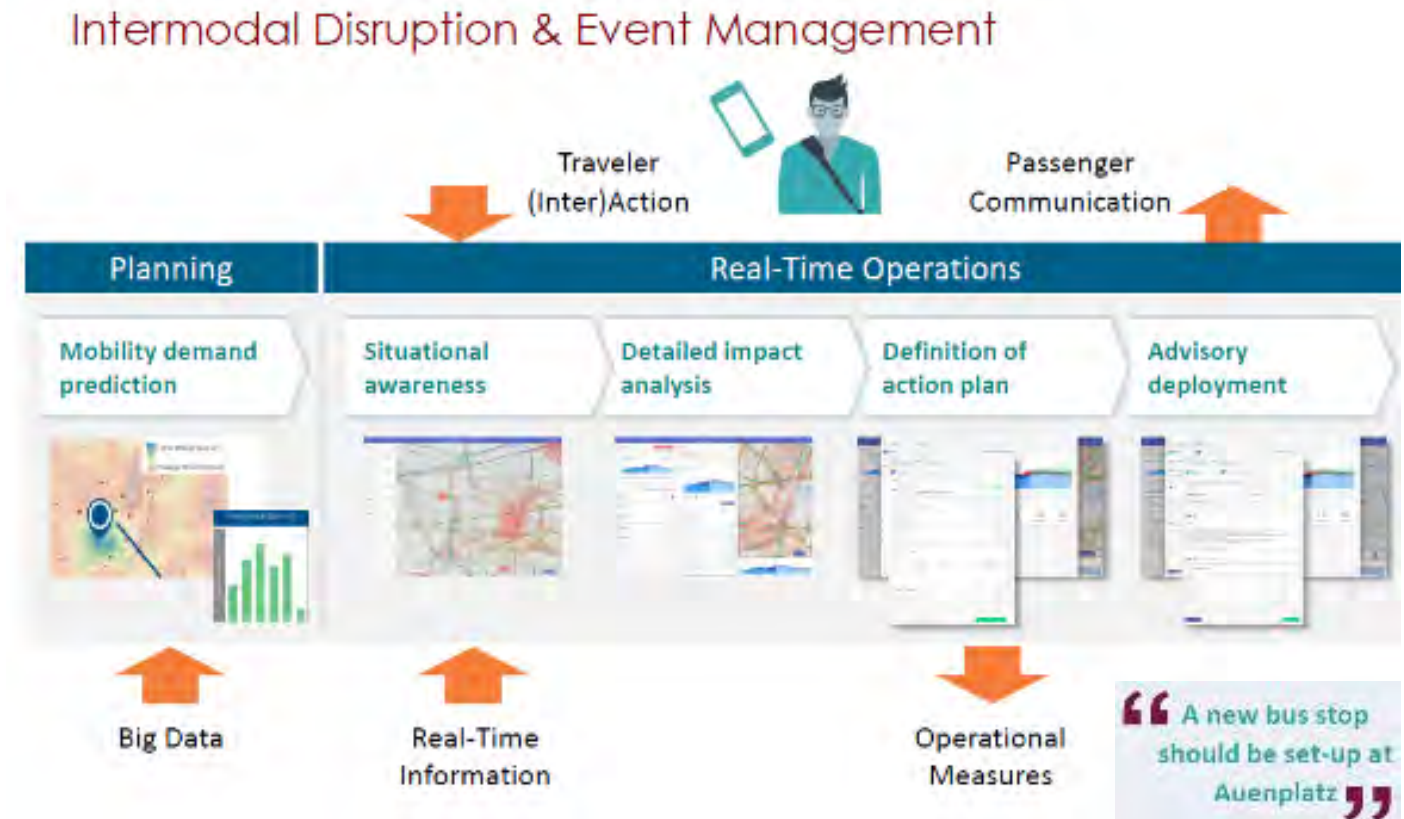 Intermodal Disruption & Event Management
Traveler
(Inter)Action
Passenger
Communication
Planning
Real-Time Operations
Mobility demand
prediction
Situational
awareness
Detailed impact
analysis
Definition of
action plan
Advisory
deployment
Big Data
Real-Time
Information
Operational
Measures
“ A new bus stop
should be set-up at
Auenplatz ”